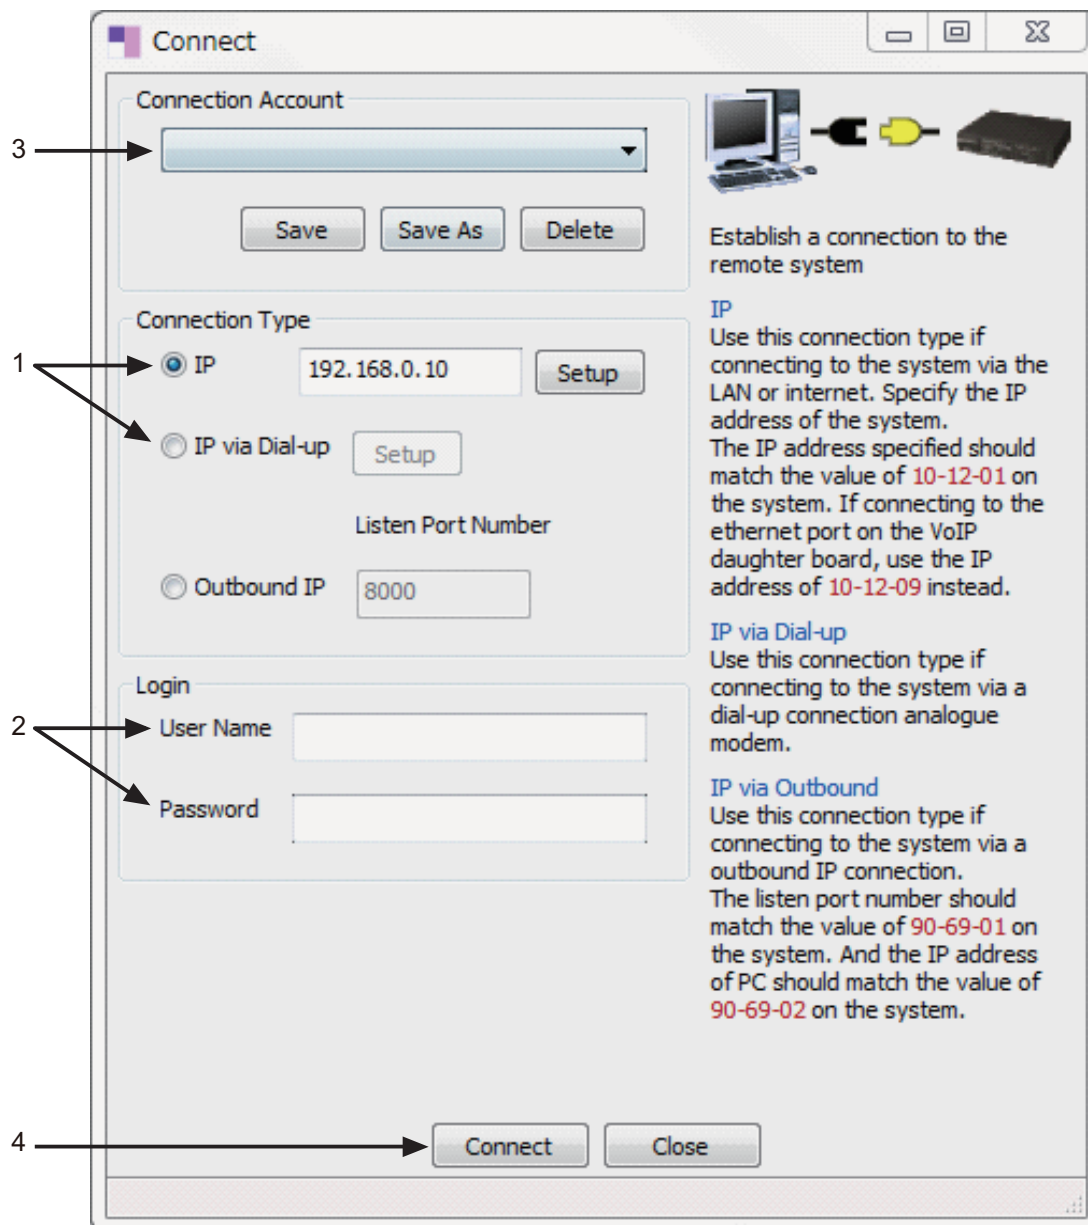 Connect
Connection Account
3
Save
Save As
Delete
Connection Type
1
IP
192.168.0.10
Setup
IP via Dial-up
Setup
Listen Port Number
Outbound IP
8000
Login
2
User Name
Password
Establish a connection to the
remote system
IP
Use this connection type if
connecting to the system via the
LAN or internet. Specify the IP
address of the system.
The IP address specified should
match the value of 10-12-01 on
the system. If connecting to the
ethernet port on the VoIP
daughter board, use the IP
address of 10-12-09 instead.
IP via Dial-up
Use this connection type if
connecting to the system via a
dial-up connection analogue
modem.
IP via Outbound
Use this connection type if
connecting to the system via a
outbound IP connection.
The listen port number should
match the value of 90-69-01 on
the system. And the IP address
of PC should match the value of
90-69-02 on the system.
4
Connect
Close